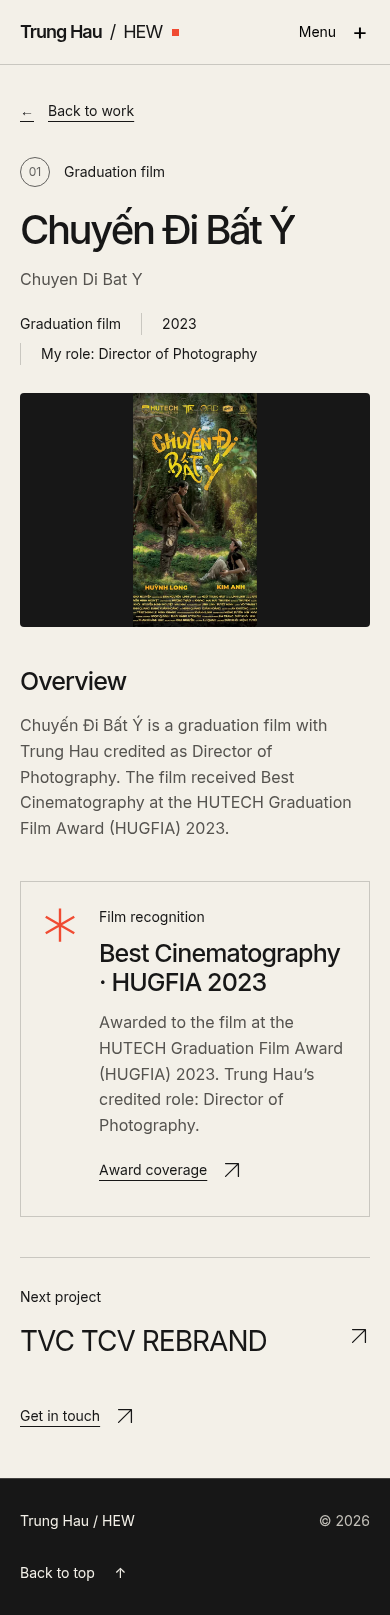 Trung Hau / HEW
Menu +
← Back to work
01 Graduation film
Chuyến Đi Bất Ý
Chuyen Di Bat Y
Graduation film 2023
My role: Director of Photography
HUTECH
CHUYẾN ĐI
BẤT Ý
HUỲNH LONG KIM ANH
Overview
Chuyến Đi Bất Ý is a graduation film with
Trung Hau credited as Director of
Photography. The film received Best
Cinematography at the HUTECH Graduation
Film Award (HUGFIA) 2023.
Film recognition
Best Cinematography
· HUGFIA 2023
Awarded to the film at the
HUTECH Graduation Film Award
(HUGFIA) 2023. Trung Hau’s
credited role: Director of
Photography.
Award coverage
Next project
TVC TCV REBRAND
Get in touch
Trung Hau / HEW © 2026
Back to top ↑